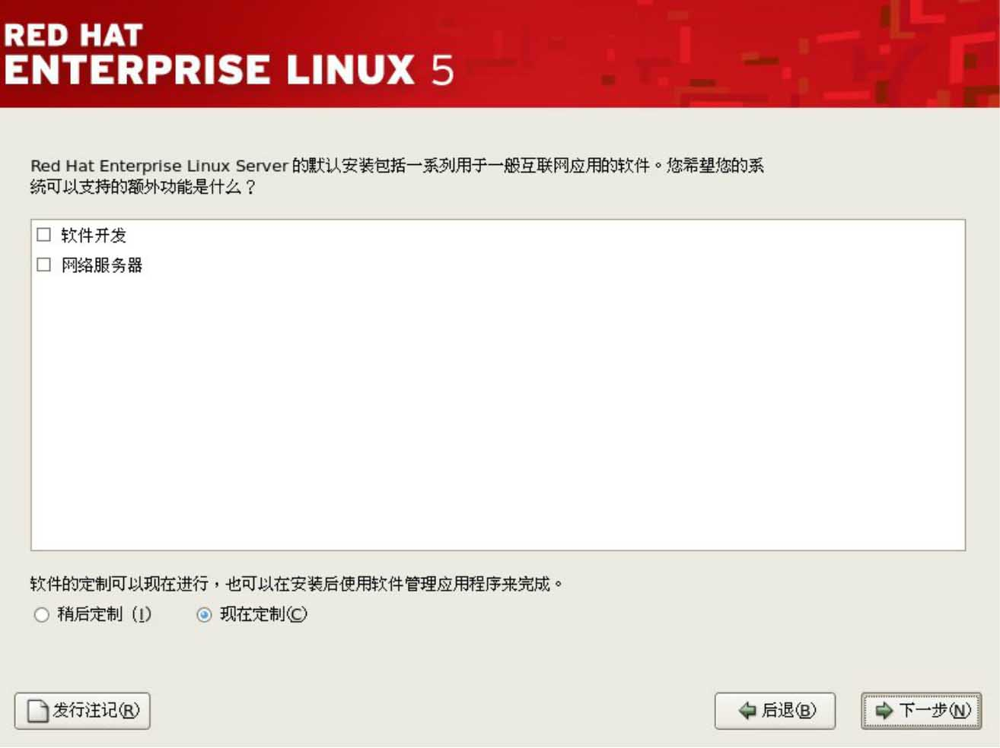 RED HAT
ENTERPRISE LINUX 5
Red Hat Enterprise Linux Server 的默认安装包括一系列用于一般互联网应用的软件。您希望您的系
统可以支持的额外功能是什么？
软件开发
网络服务器
软件的定制可以现在进行，也可以在安装后使用软件管理应用程序来完成。
稍后定制（l） 现在定制(C)
发行注记(R) 后退(B) 下一步(N)